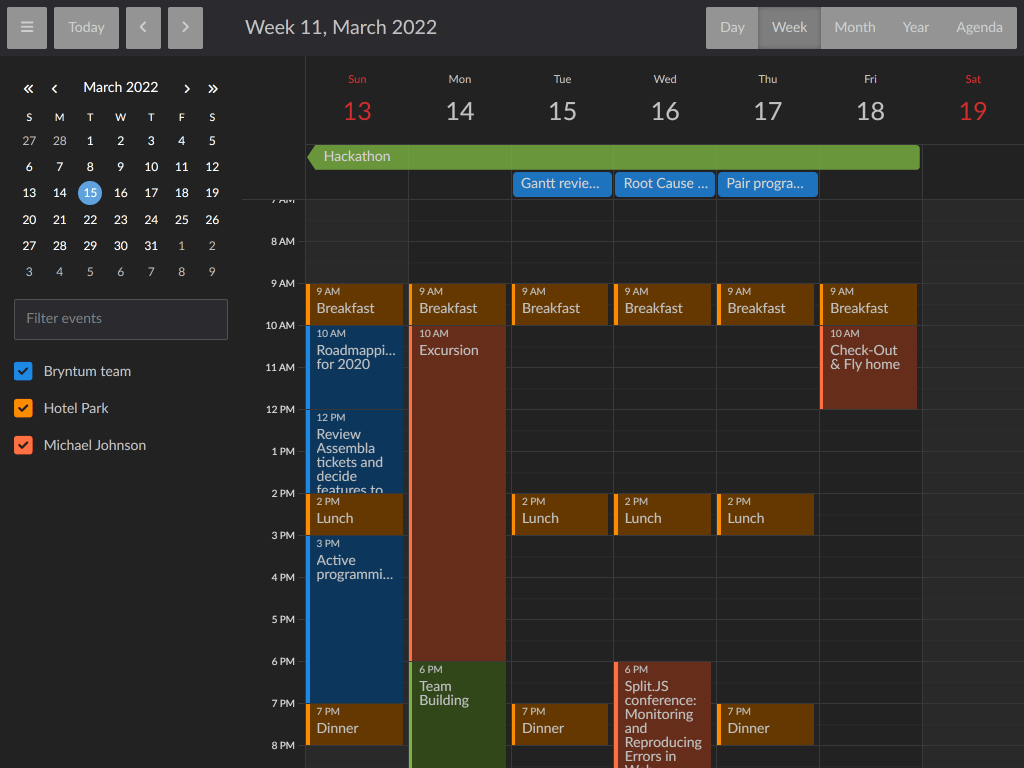 Today
Week 11, March 2022
Day Week Month Year Agenda
March 2022
S M T W T F S
27 28 1 2 3 4 5
6 7 8 9 10 11 12
13 14 15 16 17 18 19
20 21 22 23 24 25 26
27 28 29 30 31 1 2
3 4 5 6 7 8 9
Filter events
Bryntum team
Hotel Park
Michael Johnson
Sun Mon Tue Wed Thu Fri Sat
13 14 15 16 17 18 19
Hackathon
Gantt revie... Root Cause ... Pair progra...
7 AM
8 AM
9 AM
10 AM
11 AM
12 PM
1 PM
2 PM
3 PM
4 PM
5 PM
6 PM
7 PM
8 PM
9 AM
Breakfast
10 AM
Roadmappi...
for 2020
12 PM
Review
Assembla
tickets and
decide
features to
2 PM
Lunch
3 PM
Active
programmi...
7 PM
Dinner
9 AM
Breakfast
10 AM
Excursion
6 PM
Team
Building
9 AM
Breakfast
2 PM
Lunch
7 PM
Dinner
9 AM
Breakfast
2 PM
Lunch
6 PM
Split.JS
conference:
Monitoring
and
Reproducing
Errors in
9 AM
Breakfast
2 PM
Lunch
7 PM
Dinner
9 AM
Breakfast
10 AM
Check-Out
& Fly home